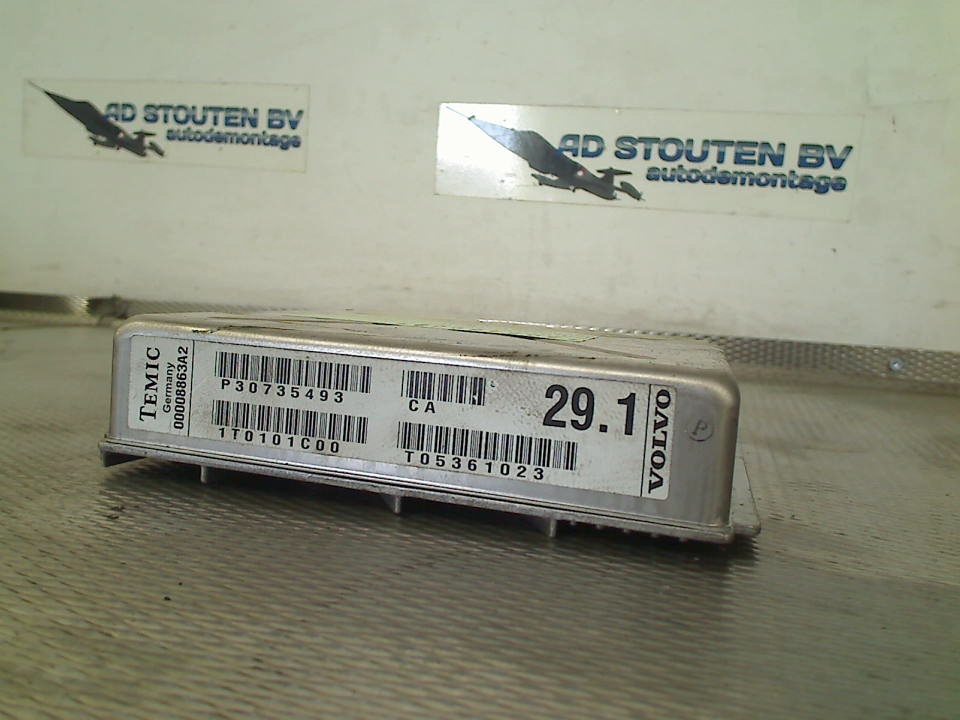 AD STOUTEN BV
autodemontage
AD STOUTEN BV
autodemontage
TEMIC
Germany
00008863A2
P30735493
CA
29.1
1T0101C00
T05361023
VOLVO
P